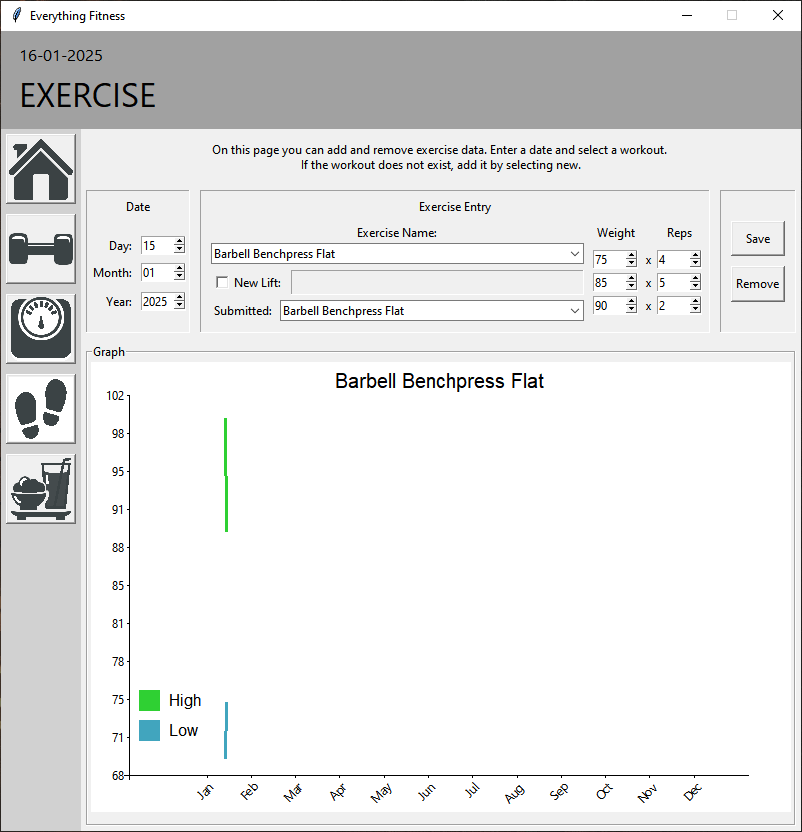 Everything Fitness
16-01-2025
EXERCISE
On this page you can add and remove exercise data. Enter a date and select a workout.
If the workout does not exist, add it by selecting new.
Date
Day: 15
Month: 01
Year: 2025
Exercise Entry
Exercise Name:
Barbell Benchpress Flat
New Lift:
Submitted: Barbell Benchpress Flat
Weight Reps
75 x 4
85 x 5
90 x 2
Save
Remove
Graph
Barbell Benchpress Flat
102
98
95
91
88
85
81
78
75
71
68
High
Low
Jan Feb Mar Apr May Jun Jul Aug Sep Oct Nov Dec